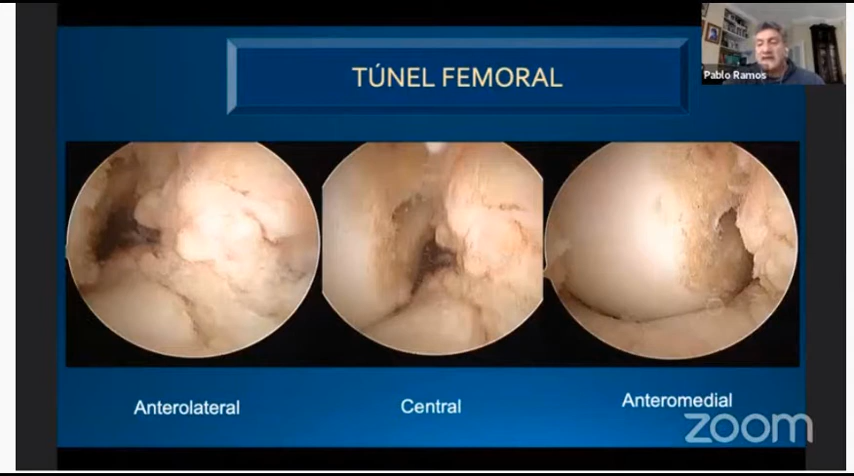 TÚNEL FEMORAL
Pablo Ramos
Anterolateral
Central
Anteromedial
zoom